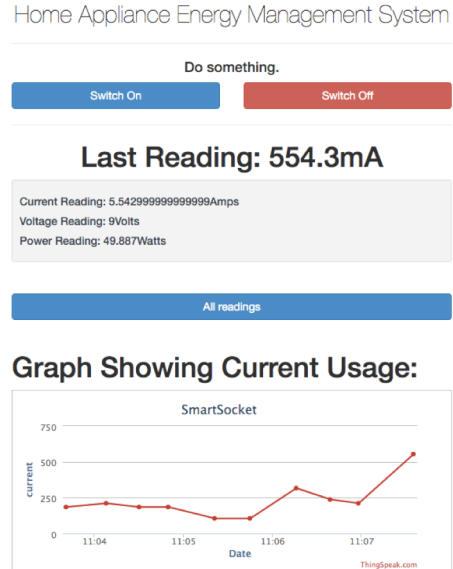 Home Appliance Energy Management System
Do something.
Switch On
Switch Off
Last Reading: 554.3mA
Current Reading: 5.542999999999999Amps
Voltage Reading: 9Volts
Power Reading: 49.887Watts
All readings
Graph Showing Current Usage:
SmartSocket
750
500
250
0
current
11:04 11:05 11:06 11:07
Date
ThingSpeak.com